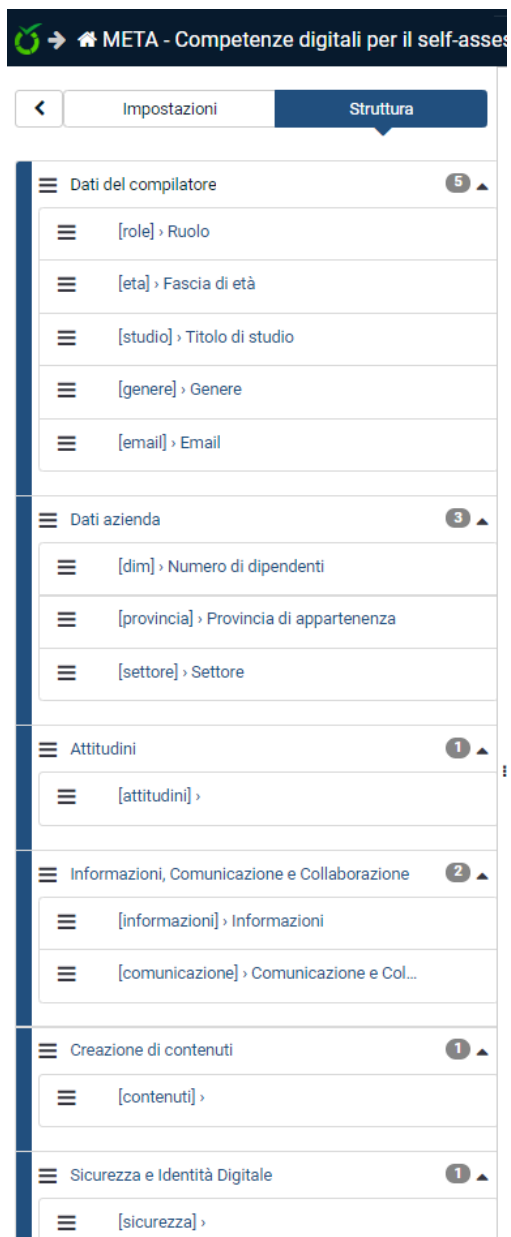 META - Competenze digitali per il self-asses
Impostazioni
Struttura
Dati del compilatore 5
[role] › Ruolo
[eta] › Fascia di età
[studio] › Titolo di studio
[genere] › Genere
[email] › Email
Dati azienda 3
[dim] › Numero di dipendenti
[provincia] › Provincia di appartenenza
[settore] › Settore
Attitudini 1
[attitudini] ›
Informazioni, Comunicazione e Collaborazione 2
[informazioni] › Informazioni
[comunicazione] › Comunicazione e Col...
Creazione di contenuti 1
[contenuti] ›
Sicurezza e Identità Digitale 1
[sicurezza] ›